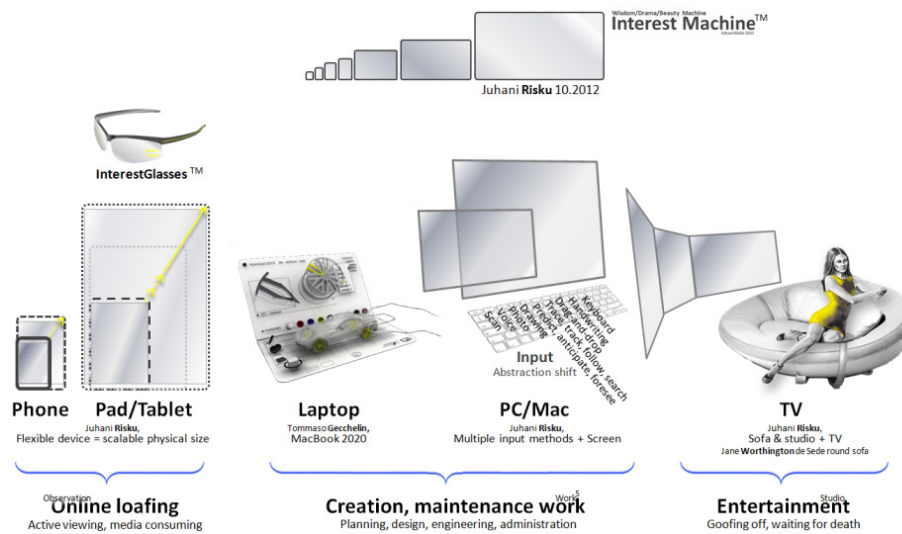 Wisdom/Drama/Beauty Machine
Interest Machine™
Juhani Risku 10.2012
InterestGlasses ™
Scan
Voice
Photo
Drawing
Predict, anticipate, foresee
Trace, track, follow, search
Drag-and-drop
Handwriting
Keyboard
Input
Abstraction shift
Phone
Juhani Risku,
Flexible device = scalable physical size
Pad/Tablet
Laptop
Tommaso Gecchelin,
MacBook 2020
PC/Mac
Juhani Risku,
Multiple input methods + Screen
TV
Juhani Risku,
Sofa & studio + TV
Jane Worthington de Sede round sofa
Observation
Online loafing
Active viewing, media consuming
Work⁵
Creation, maintenance work
Planning, design, engineering, administration
Studio
Entertainment
Goofing off, waiting for death